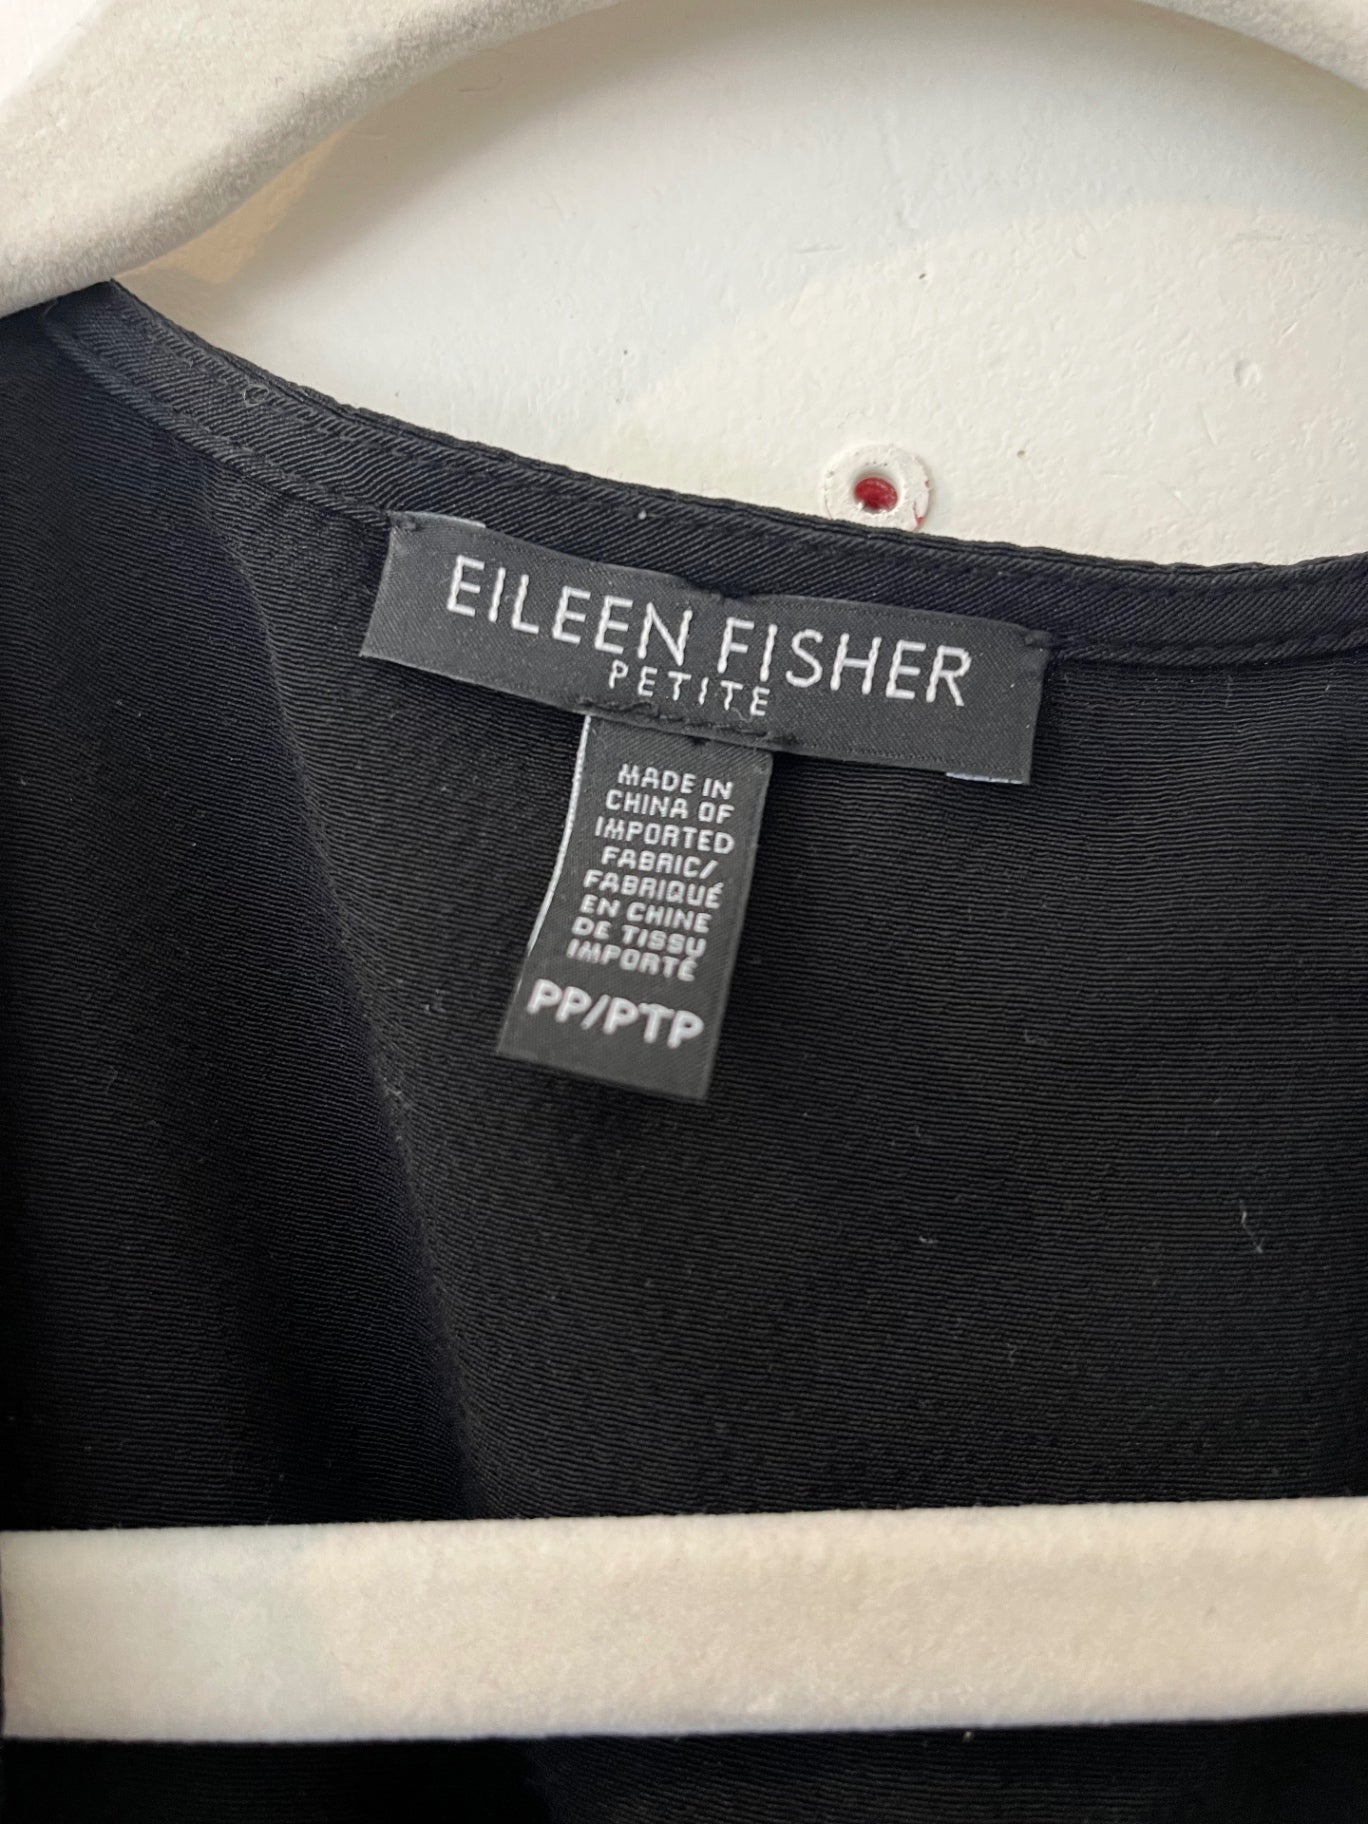 EILEEN FISHER
PETITE
MADE IN
CHINA OF
IMPORTED
FABRIC/
FABRIQUÉ
EN CHINE
DE TISSU
IMPORTÉ
PP/PTP